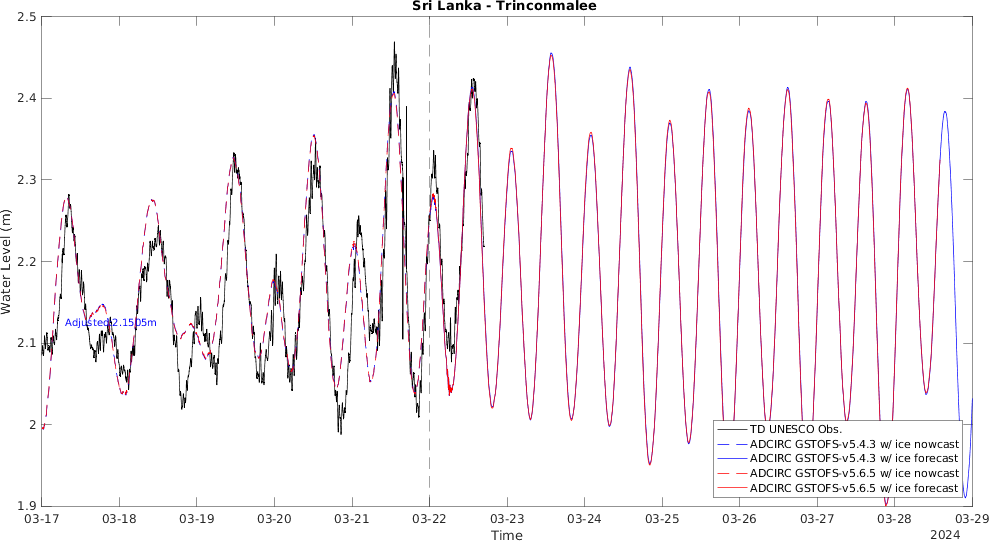 Sri Lanka - Trinconmalee
2.5
2.4
2.3
2.2
2.1
2
1.9
Water Level (m)
Adjusted 2.1505m
TD UNESCO Obs.
ADCIRC GSTOFS-v5.4.3 w/ ice nowcast
ADCIRC GSTOFS-v5.4.3 w/ ice forecast
ADCIRC GSTOFS-v5.6.5 w/ ice nowcast
ADCIRC GSTOFS-v5.6.5 w/ ice forecast
03-17 03-18 03-19 03-20 03-21 03-22 03-23 03-24 03-25 03-26 03-27 03-28 03-29
Time
2024